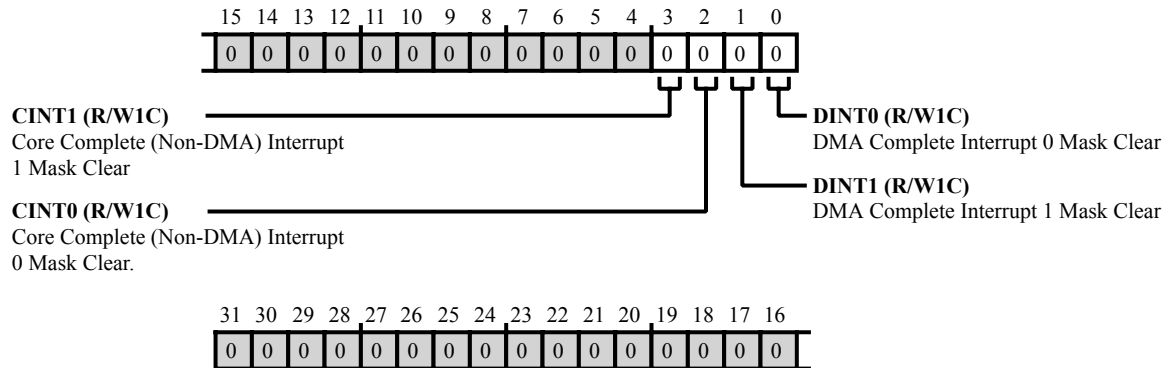 15 14 13 12 11 10 9 8 7 6 5 4 3 2 1 0
0 0 0 0 0 0 0 0 0 0 0 0 0 0 0 0
CINT1 (R/W1C)
Core Complete (Non-DMA) Interrupt
1 Mask Clear
CINT0 (R/W1C)
Core Complete (Non-DMA) Interrupt
0 Mask Clear.
DINT0 (R/W1C)
DMA Complete Interrupt 0 Mask Clear
DINT1 (R/W1C)
DMA Complete Interrupt 1 Mask Clear
31 30 29 28 27 26 25 24 23 22 21 20 19 18 17 16
0 0 0 0 0 0 0 0 0 0 0 0 0 0 0 0